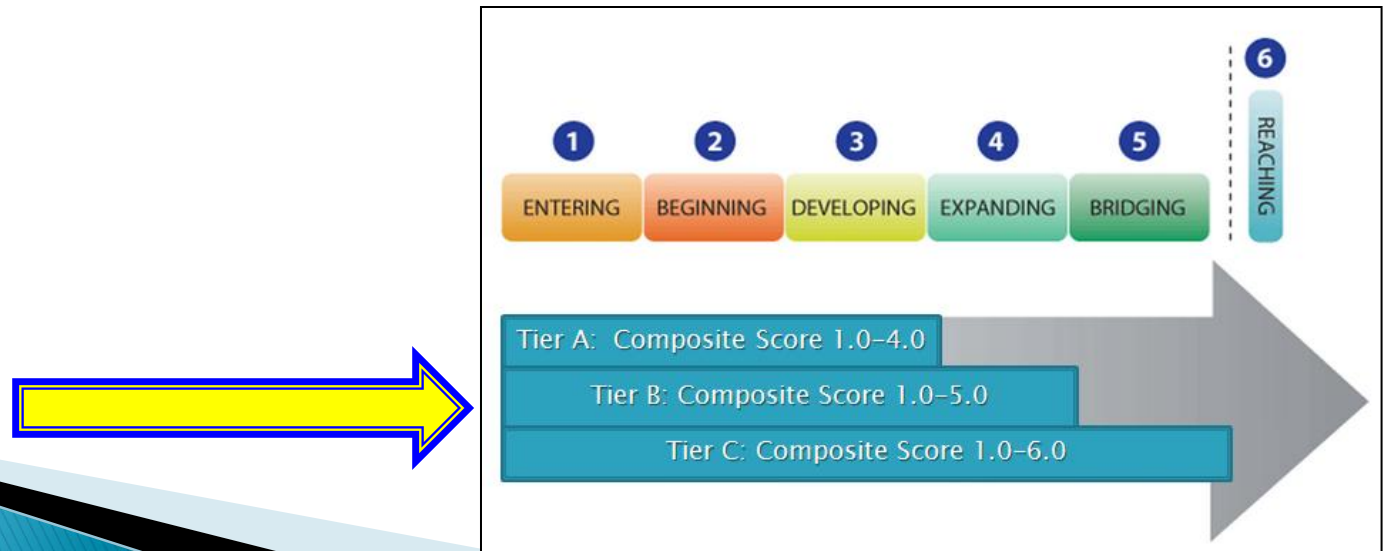 6
1 2 3 4 5
REACHING
ENTERING BEGINNING DEVELOPING EXPANDING BRIDGING
Tier A: Composite Score 1.0-4.0
Tier B: Composite Score 1.0-5.0
Tier C: Composite Score 1.0-6.0